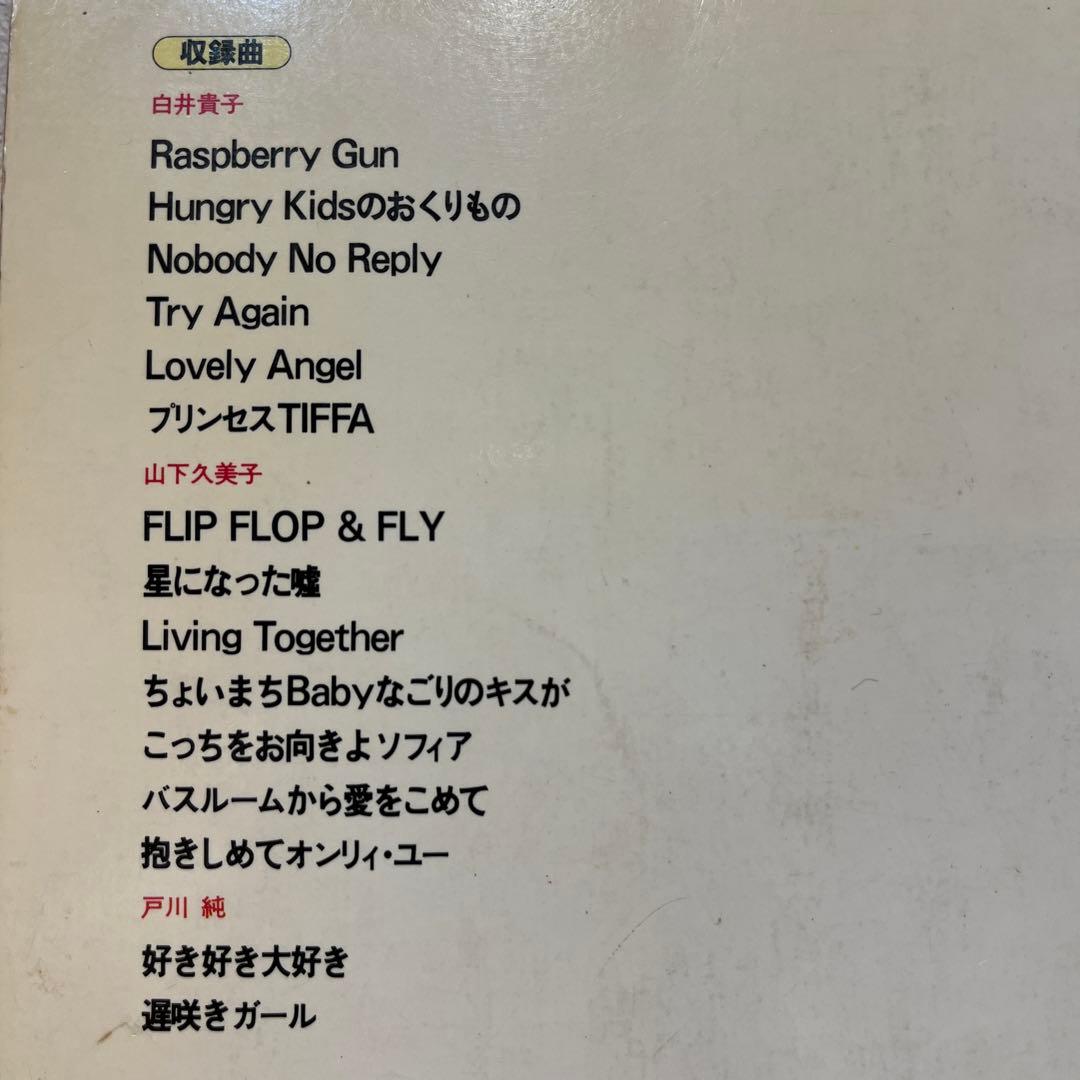 収録曲
白井貴子
Raspberry Gun
Hungry Kidsのおくりもの
Nobody No Reply
Try Again
Lovely Angel
プリンセスTIFFA
山下久美子
FLIP FLOP & FLY
星になった嘘
Living Together
ちょいまちBabyなごりのキスが
こっちをお向きよソフィア
バスルームから愛をこめて
抱きしめてオンリィ・ユー
戸川 純
好き好き大好き
遅咲きガール